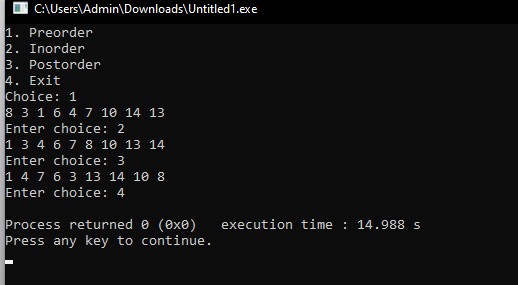 C:\Users\Admin\Downloads\Untitled1.exe
1. Preorder
2. Inorder
3. Postorder
4. Exit
Choice: 1
8 3 1 6 4 7 10 14 13
Enter choice: 2
1 3 4 6 7 8 10 13 14
Enter choice: 3
1 4 7 6 3 13 14 10 8
Enter choice: 4
Process returned 0 (0x0)   execution time : 14.988 s
Press any key to continue.